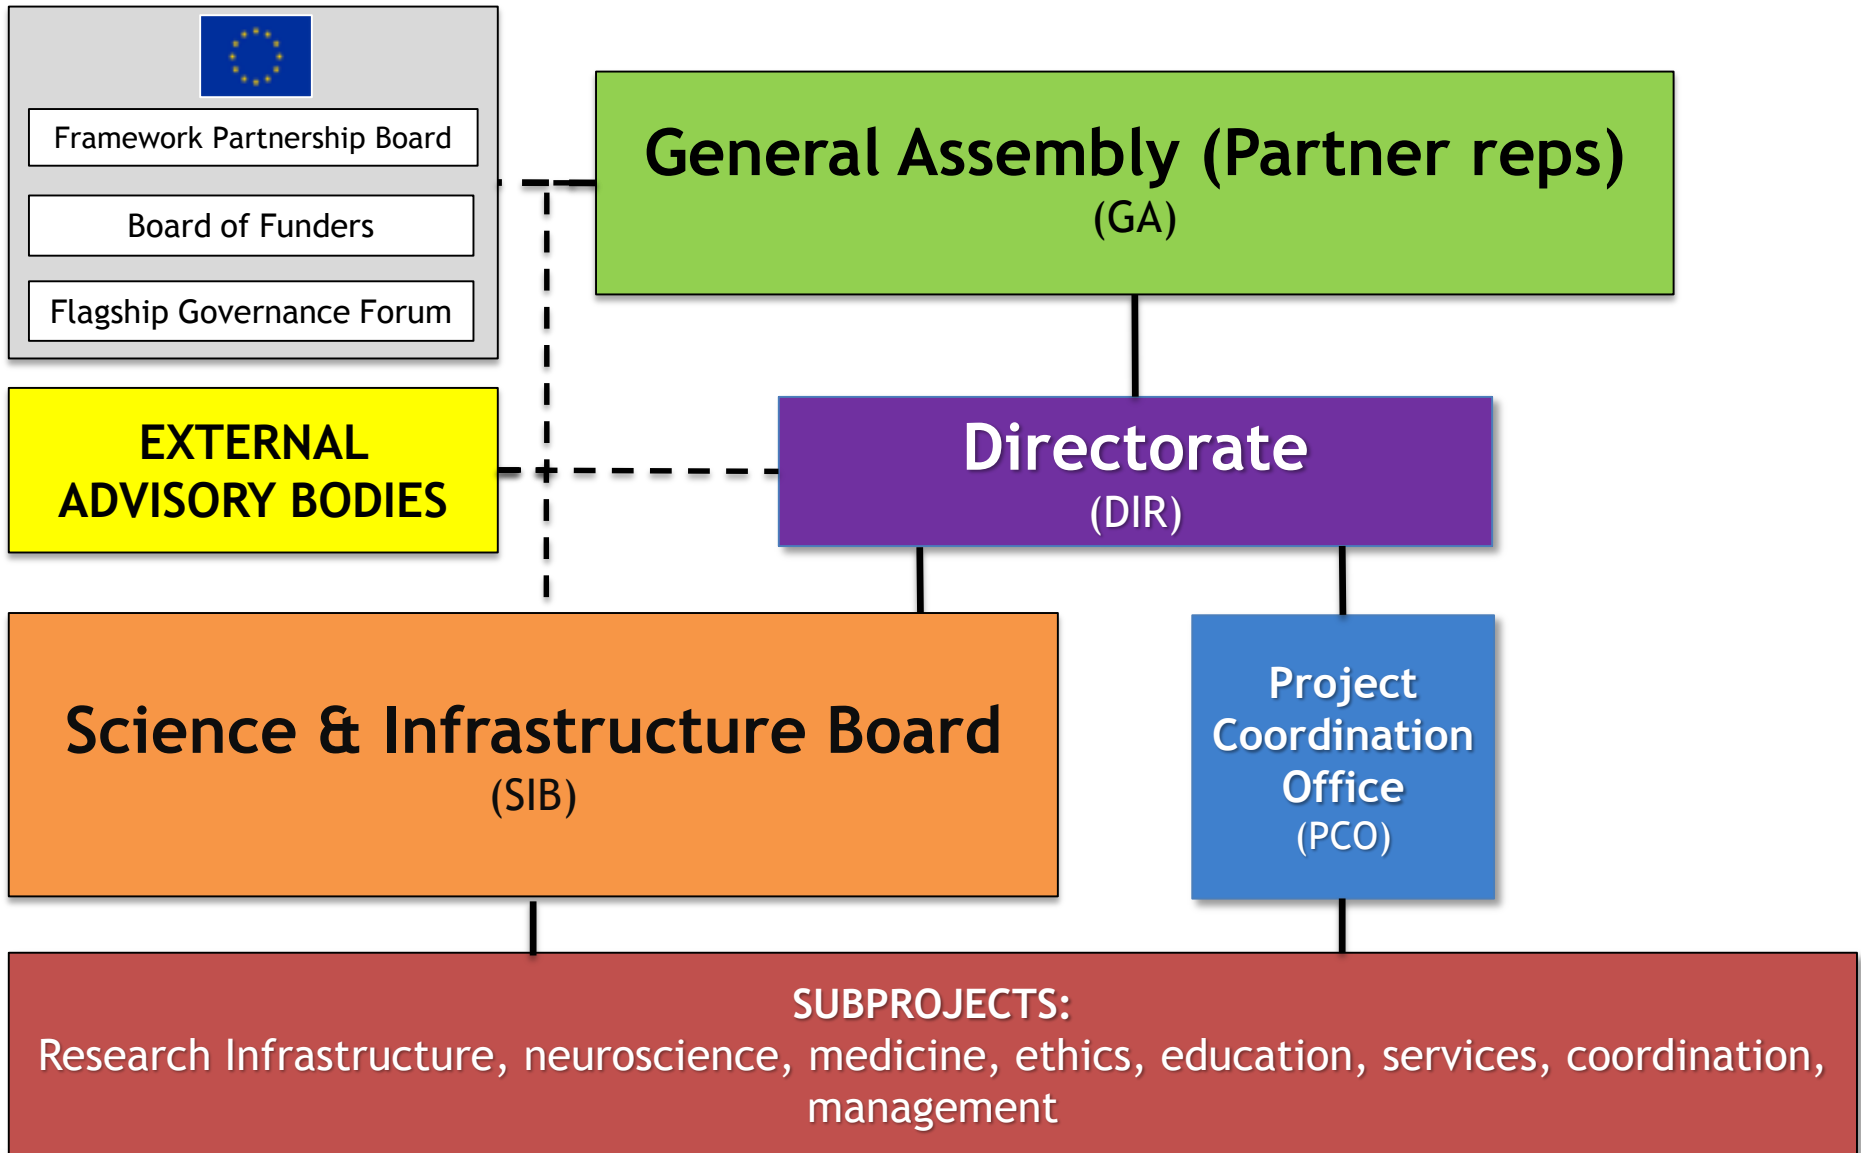 Framework Partnership Board
Board of Funders
Flagship Governance Forum
General Assembly (Partner reps)
(GA)
EXTERNAL
ADVISORY BODIES
Directorate
(DIR)
Science & Infrastructure Board
(SIB)
Project
Coordination
Office
(PCO)
SUBPROJECTS:
Research Infrastructure, neuroscience, medicine, ethics, education, services, coordination,
management